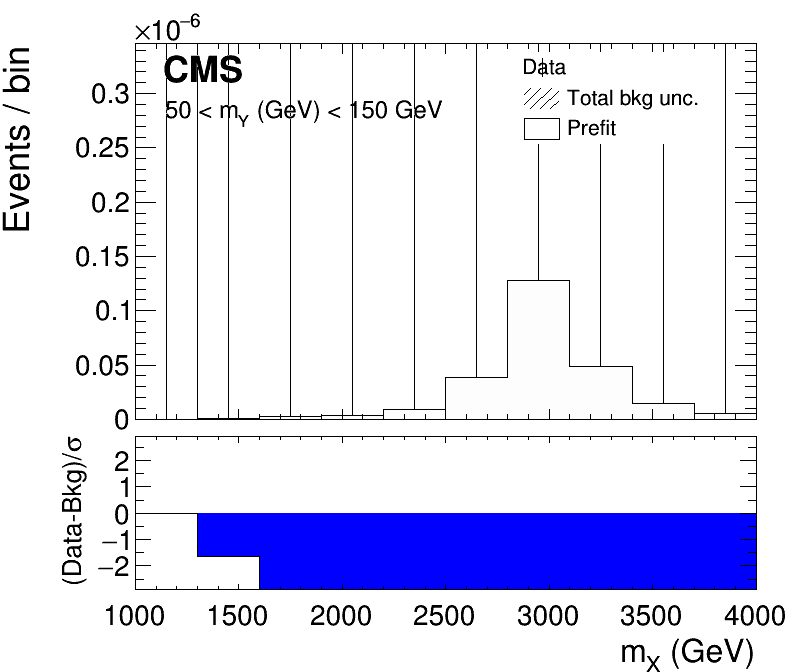 ×10−6
CMS
50 < mY (GeV) < 150 GeV
Data
Total bkg unc.
Prefit
Events / bin
0.3
0.25
0.2
0.15
0.1
0.05
0
(Data-Bkg)/σ
2
1
0
−1
−2
1000 1500 2000 2500 3000 3500 4000
mX (GeV)